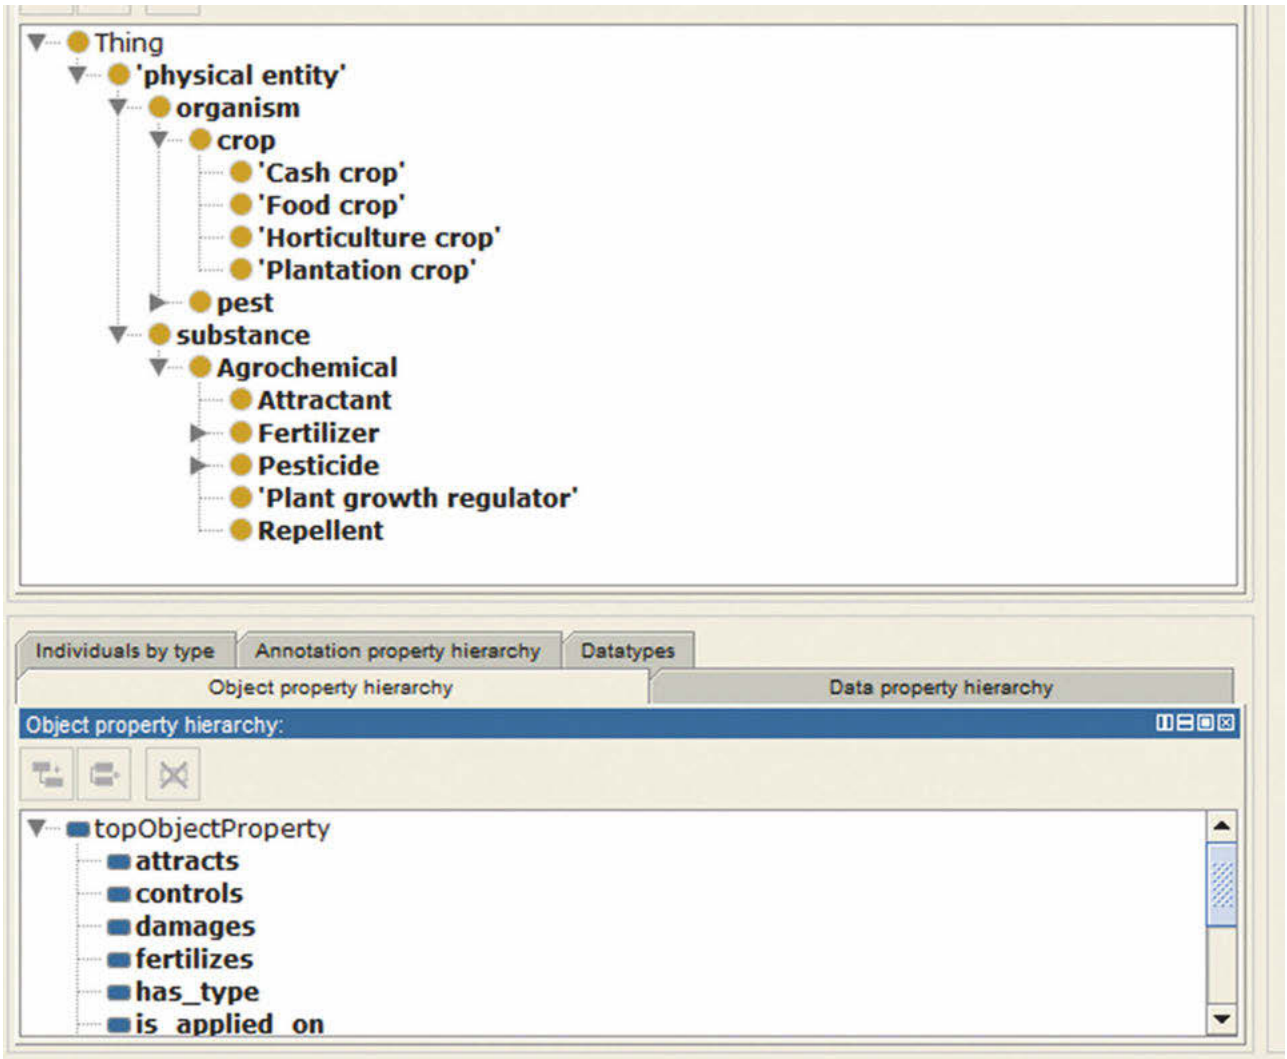 Thing
'physical entity'
organism
crop
'Cash crop'
'Food crop'
'Horticulture crop'
'Plantation crop'
pest
substance
Agrochemical
Attractant
Fertilizer
Pesticide
'Plant growth regulator'
Repellent
Individuals by type Annotation property hierarchy Datatypes
Object property hierarchy Data property hierarchy
Object property hierarchy:
topObjectProperty
attracts
controls
damages
fertilizes
has_type
is_applied_on